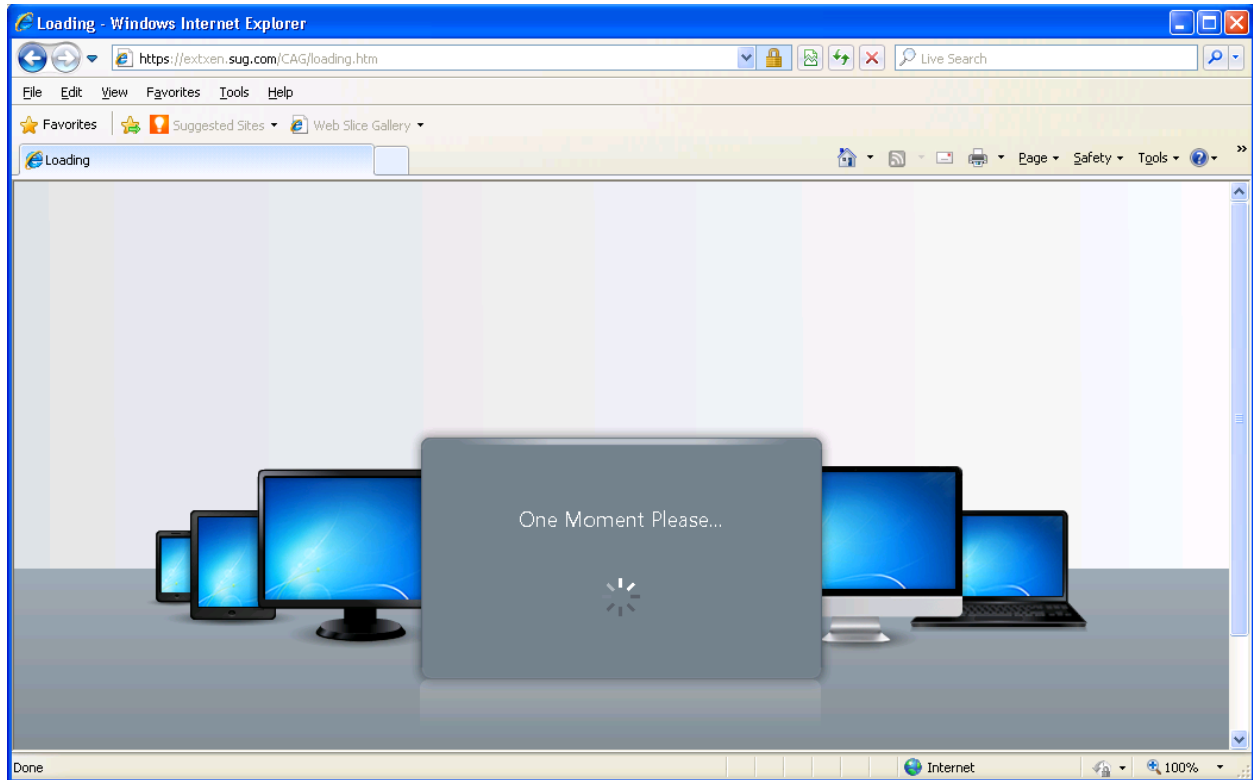 Loading - Windows Internet Explorer
https://extxen.sug.com/CAG/loading.htm Live Search
File Edit View Favorites Tools Help
Favorites Suggested Sites Web Slice Gallery
Loading Page Safety Tools
One Moment Please...
Done Internet 100%